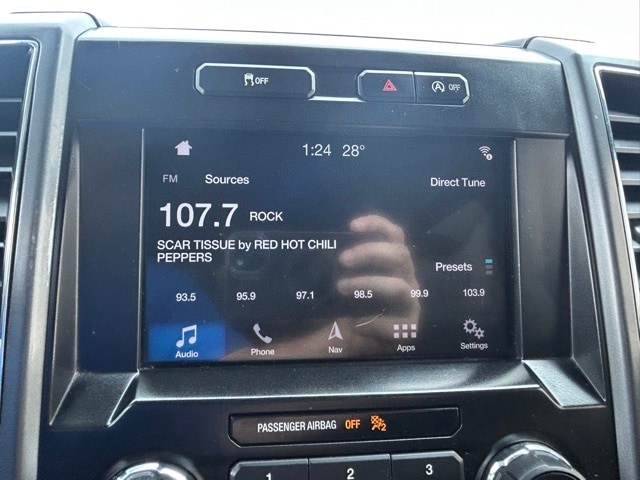 OFF
OFF
1:24 28°
FM Sources Direct Tune
107.7 ROCK
SCAR TISSUE by RED HOT CHILI
PEPPERS
Presets
93.5 95.9 97.1 98.5 99.9 103.9
Audio Phone Nav Apps Settings
PASSENGER AIRBAG OFF 2
1 2 3